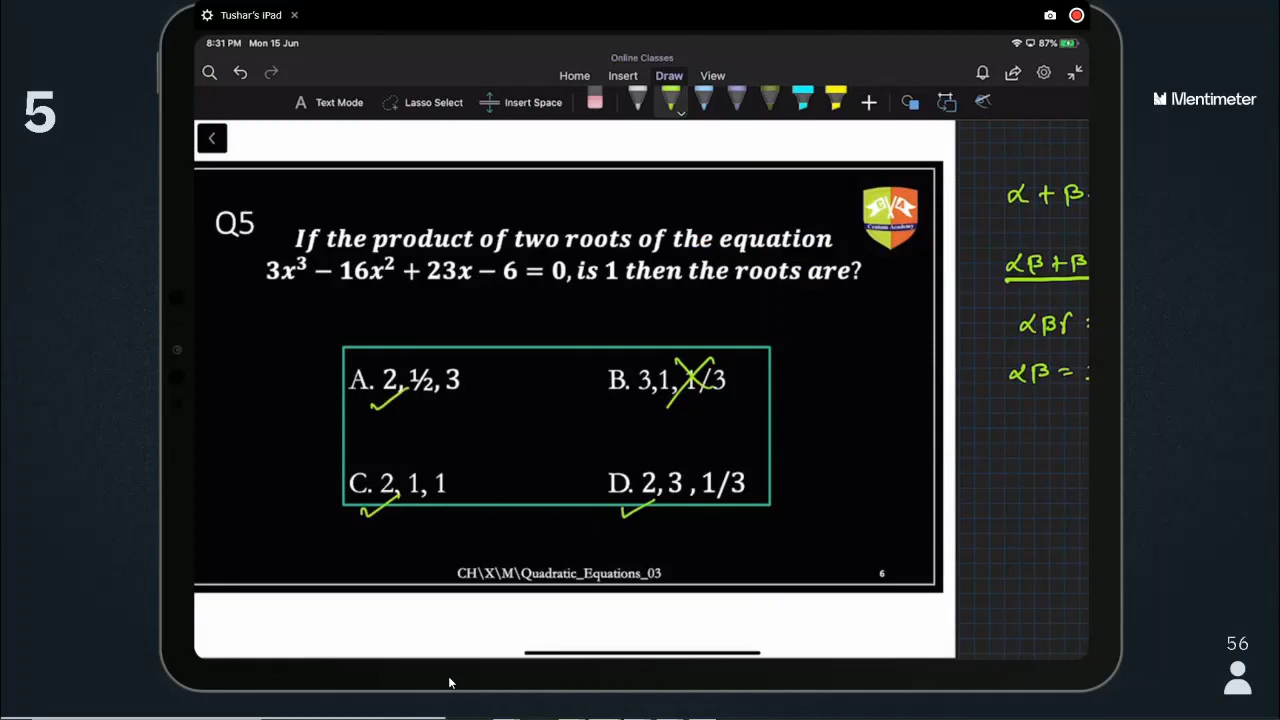 Tushar's iPad ×
8:31 PM Mon 15 Jun
87%
Online Classes
Home Insert Draw View
Text Mode Lasso Select Insert Space
5
Mentimeter
Q5
If the product of two roots of the equation
3x³ − 16x² + 23x − 6 = 0, is 1 then the roots are?
Centum Academy
A. 2, ½, 3
B. 3,1, 1/3
C. 2, 1, 1
D. 2, 3 , 1/3
CH\X\M\Quadratic_Equations_03
6
α + β
αβ + β
αβγ =
αβ =
56